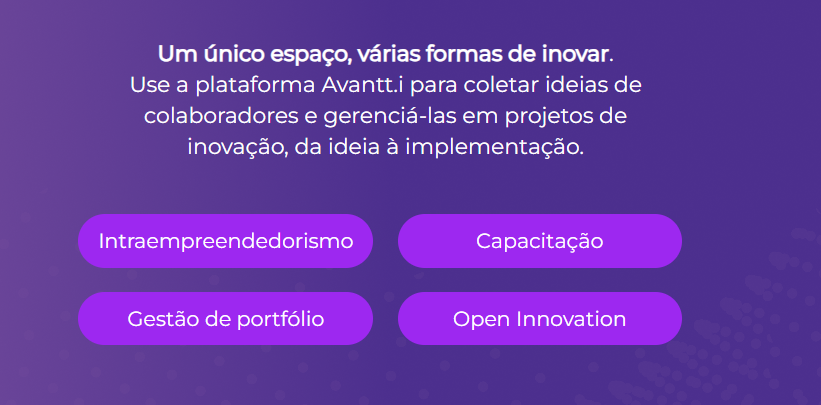 Um único espaço, várias formas de inovar.
Use a plataforma Avantt.i para coletar ideias de
colaboradores e gerenciá-las em projetos de
inovação, da ideia à implementação.
Intraempreendedorismo
Capacitação
Gestão de portfólio
Open Innovation